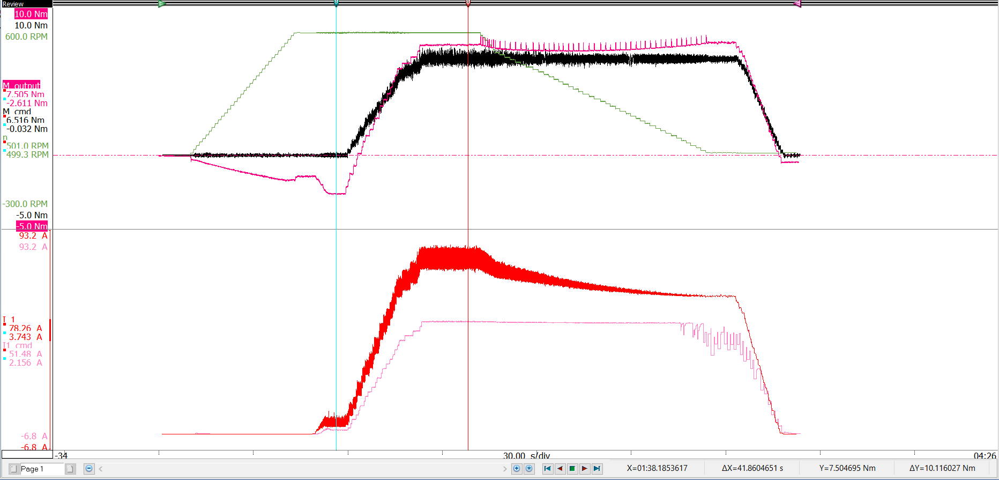 Review
10.0 Nm
10.0 Nm
600.0 RPM
M_output
7.505 Nm
-2.611 Nm
M_cmd
6.516 Nm
-0.032 Nm
n
501.0 RPM
499.3 RPM
-300.0 RPM
-5.0 Nm
-5.0 Nm
93.2 A
93.2 A
I_1
78.26 A
3.743 A
I1_cmd
51.48 A
2.156 A
-6.8 A
-6.8 A
-34
30.00 s/div
04:26
2
1
Page 1
X=01:38.1853617
ΔX=41.8604651 s
Y=7.504695 Nm
ΔY=10.116027 Nm